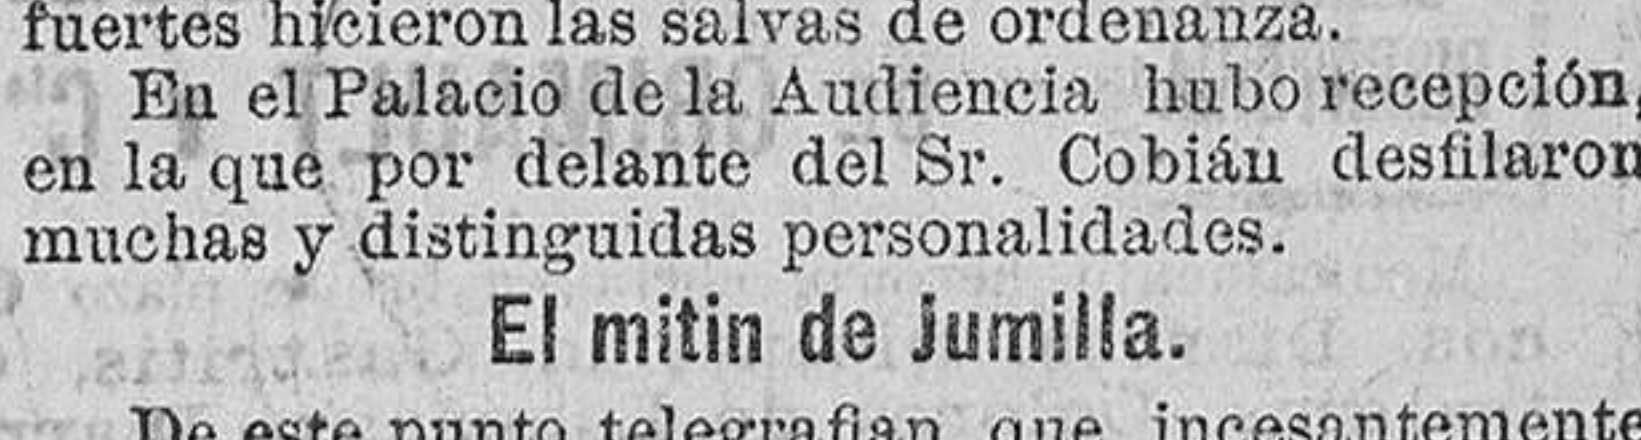 fuertes hicieron las salvas de ordenanza.
En el Palacio de la Audiencia hubo recepción,
en la que por delante del Sr. Cobián desfilaron
muchas y distinguidas personalidades.
El mitin de Jumilla.
De este punto telegrafian que incesantemente